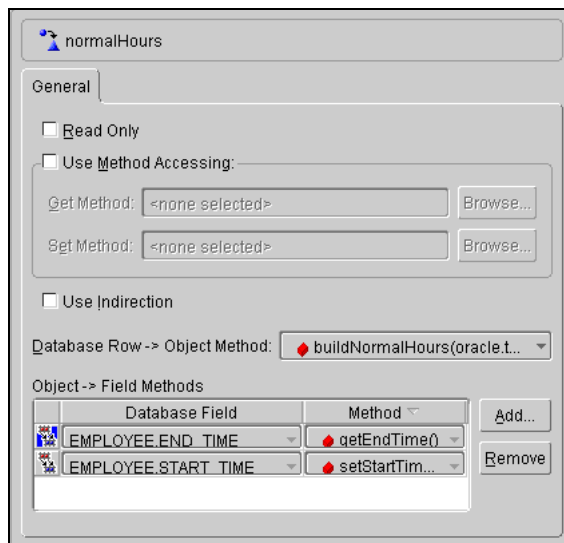 normalHours
General
Read Only
Use Method Accessing:
Get Method: <none selected> Browse...
Set Method: <none selected> Browse...
Use Indirection
Database Row -> Object Method: buildNormalHours(oracle.t...
Object -> Field Methods
Database Field Method Add...
EMPLOYEE.END_TIME getEndTime()
EMPLOYEE.START_TIME setStartTim... Remove